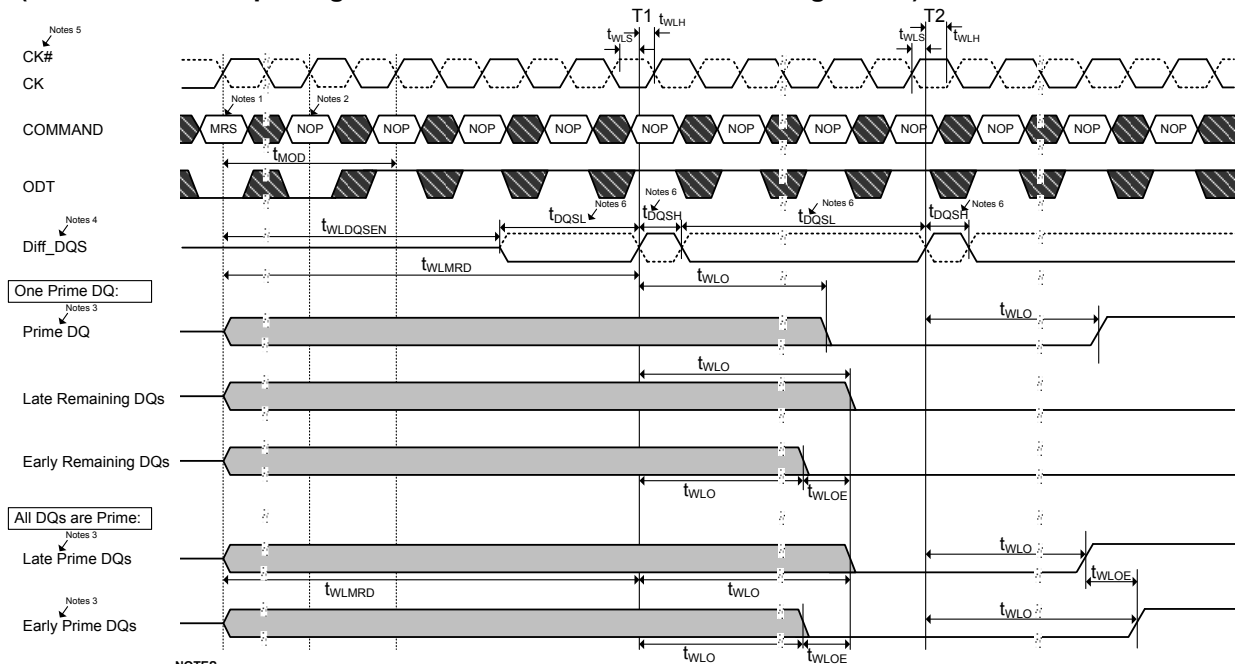 T1
T2
tWLS
tWLH
tWLS
tWLH
Notes 5
CK#
CK
Notes 1
Notes 2
COMMAND
MRS
NOP
NOP
NOP
NOP
NOP
NOP
NOP
NOP
NOP
NOP
NOP
tMOD
ODT
Notes 4
Diff_DQS
tWLDQSEN
tDQSL
Notes 6
tDQSH
Notes 6
tDQSL
Notes 6
tDQSH
Notes 6
tWLMRD
tWLO
One Prime DQ:
Notes 3
Prime DQ
tWLO
tWLO
Late Remaining DQs
Early Remaining DQs
tWLO
tWLOE
All DQs are Prime:
Notes 3
Late Prime DQs
tWLO
tWLOE
tWLMRD
tWLO
Notes 3
Early Prime DQs
tWLO
tWLO
tWLOE
NOTES